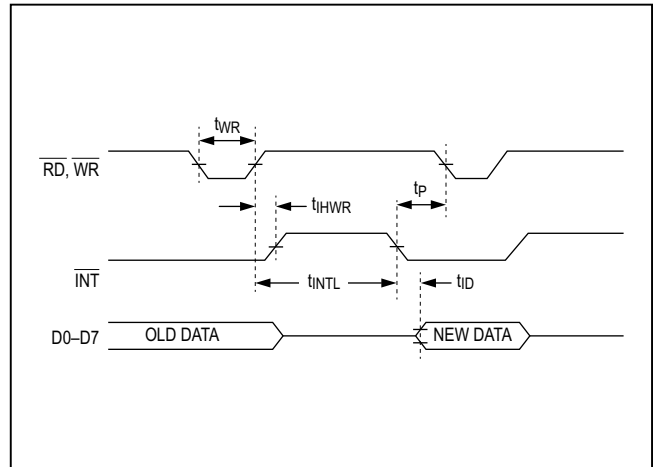 tWR
RD, WR
tP
tIHWR
INT
tINTL
tID
D0–D7
OLD DATA
NEW DATA